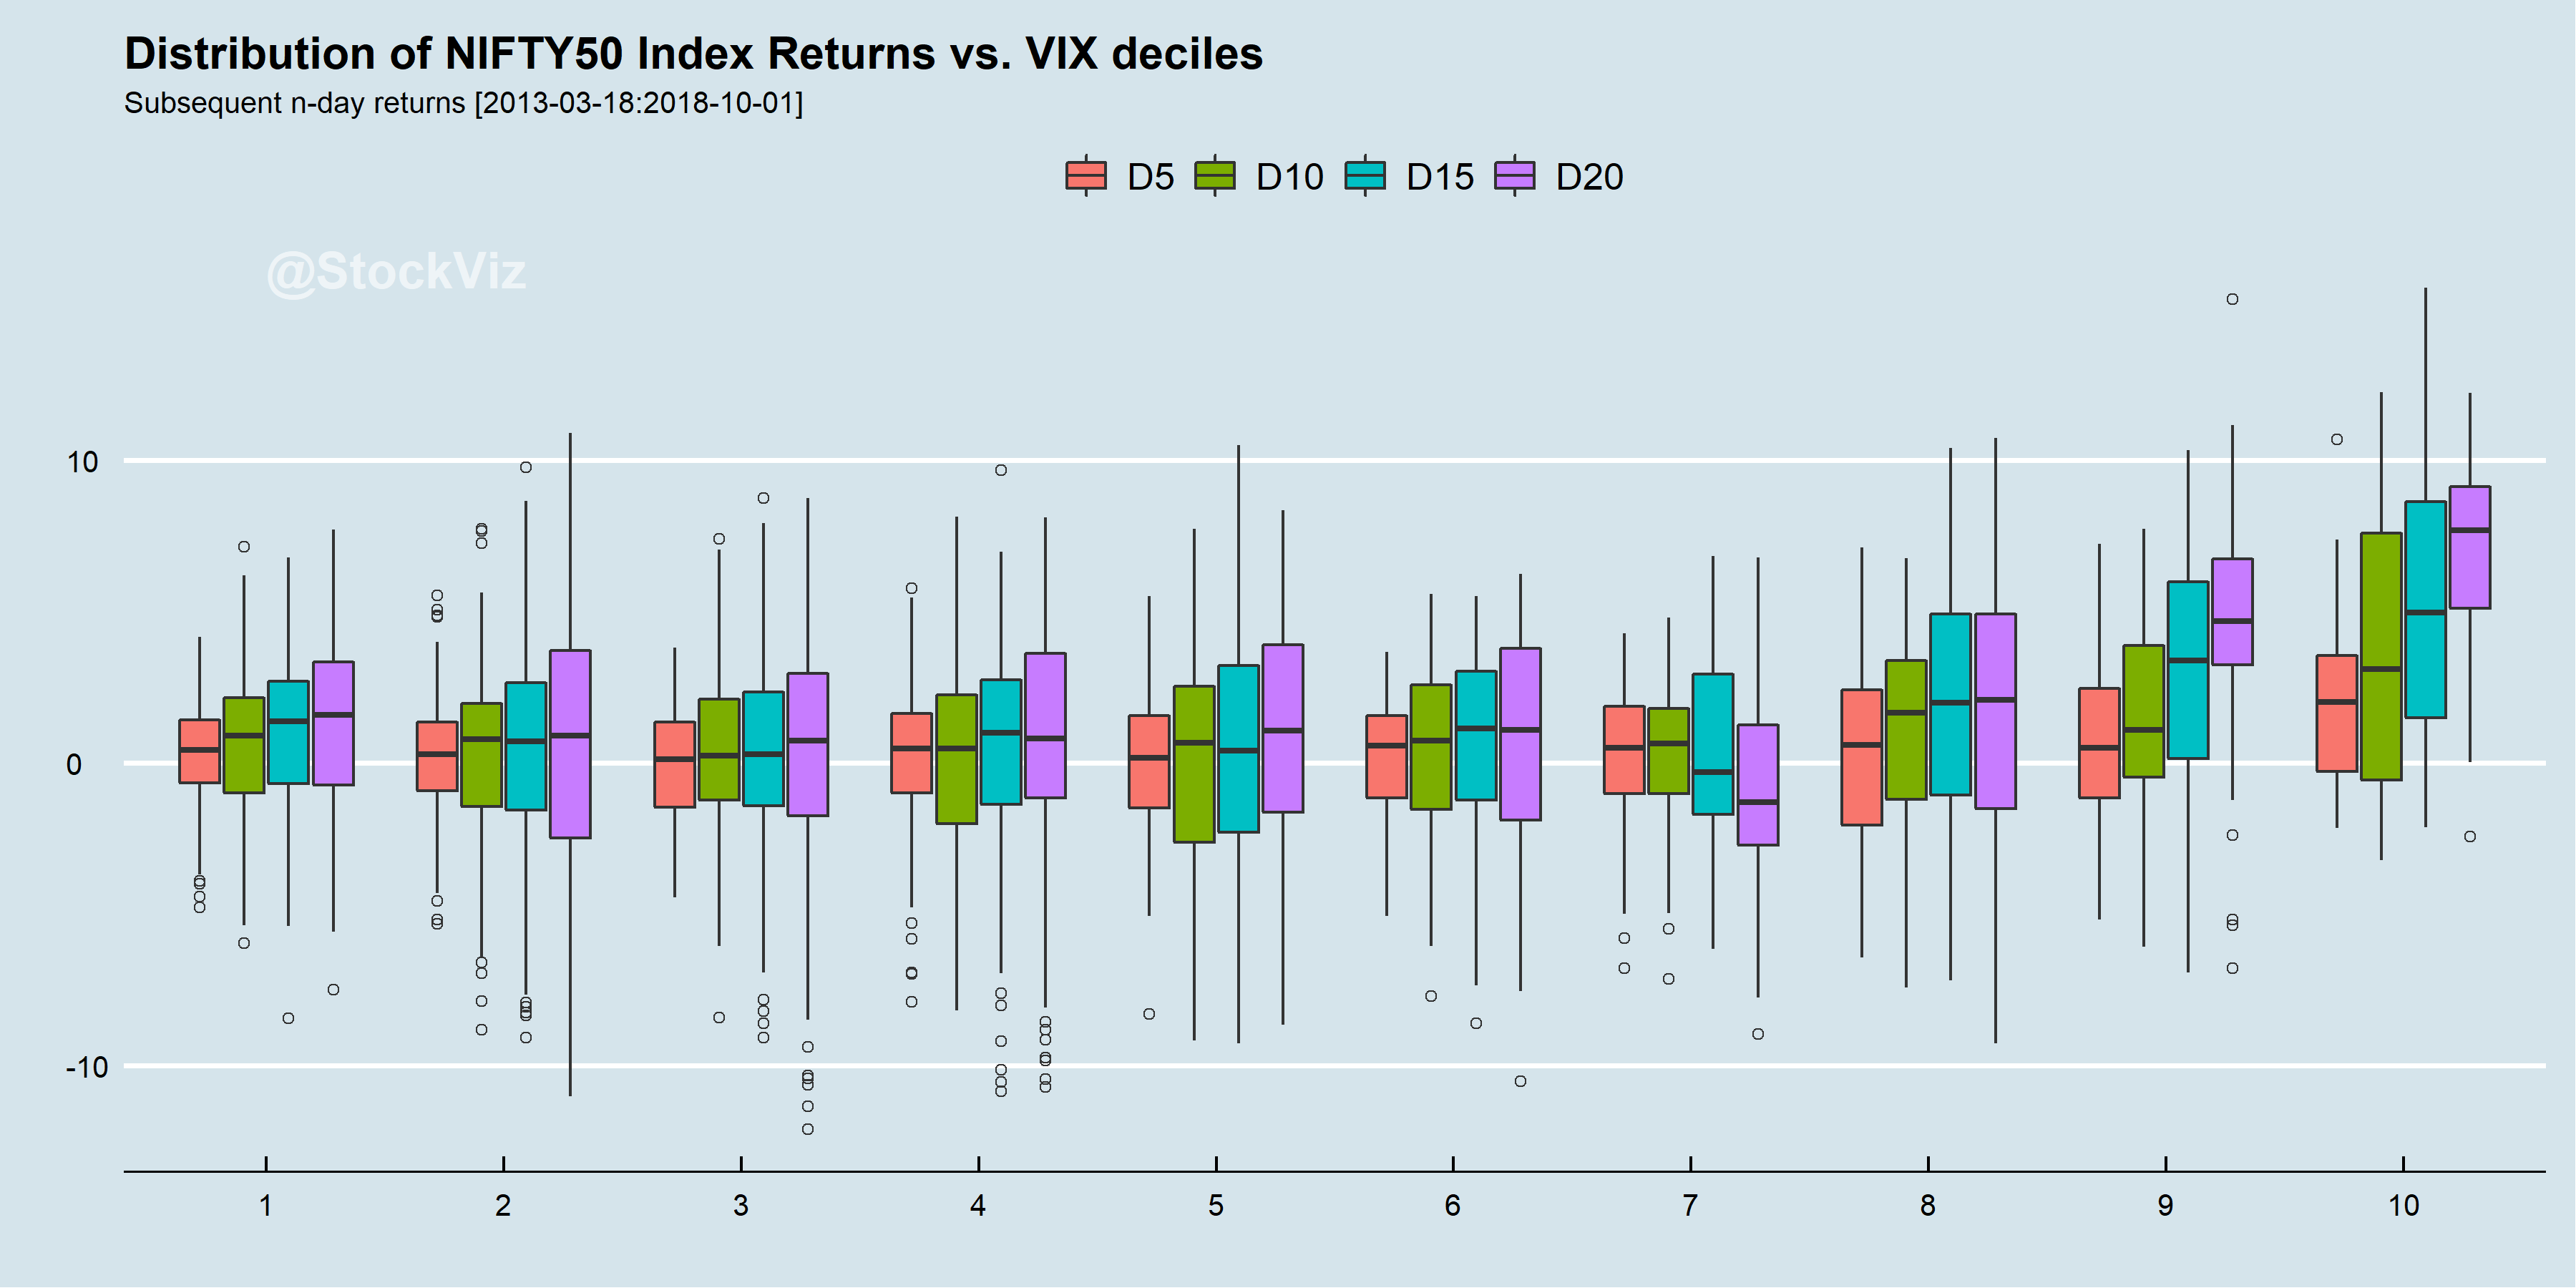 Distribution of NIFTY50 Index Returns vs. VIX deciles
Subsequent n-day returns [2013-03-18:2018-10-01]
D5 D10 D15 D20
@StockViz
10
0
-10
1 2 3 4 5 6 7 8 9 10